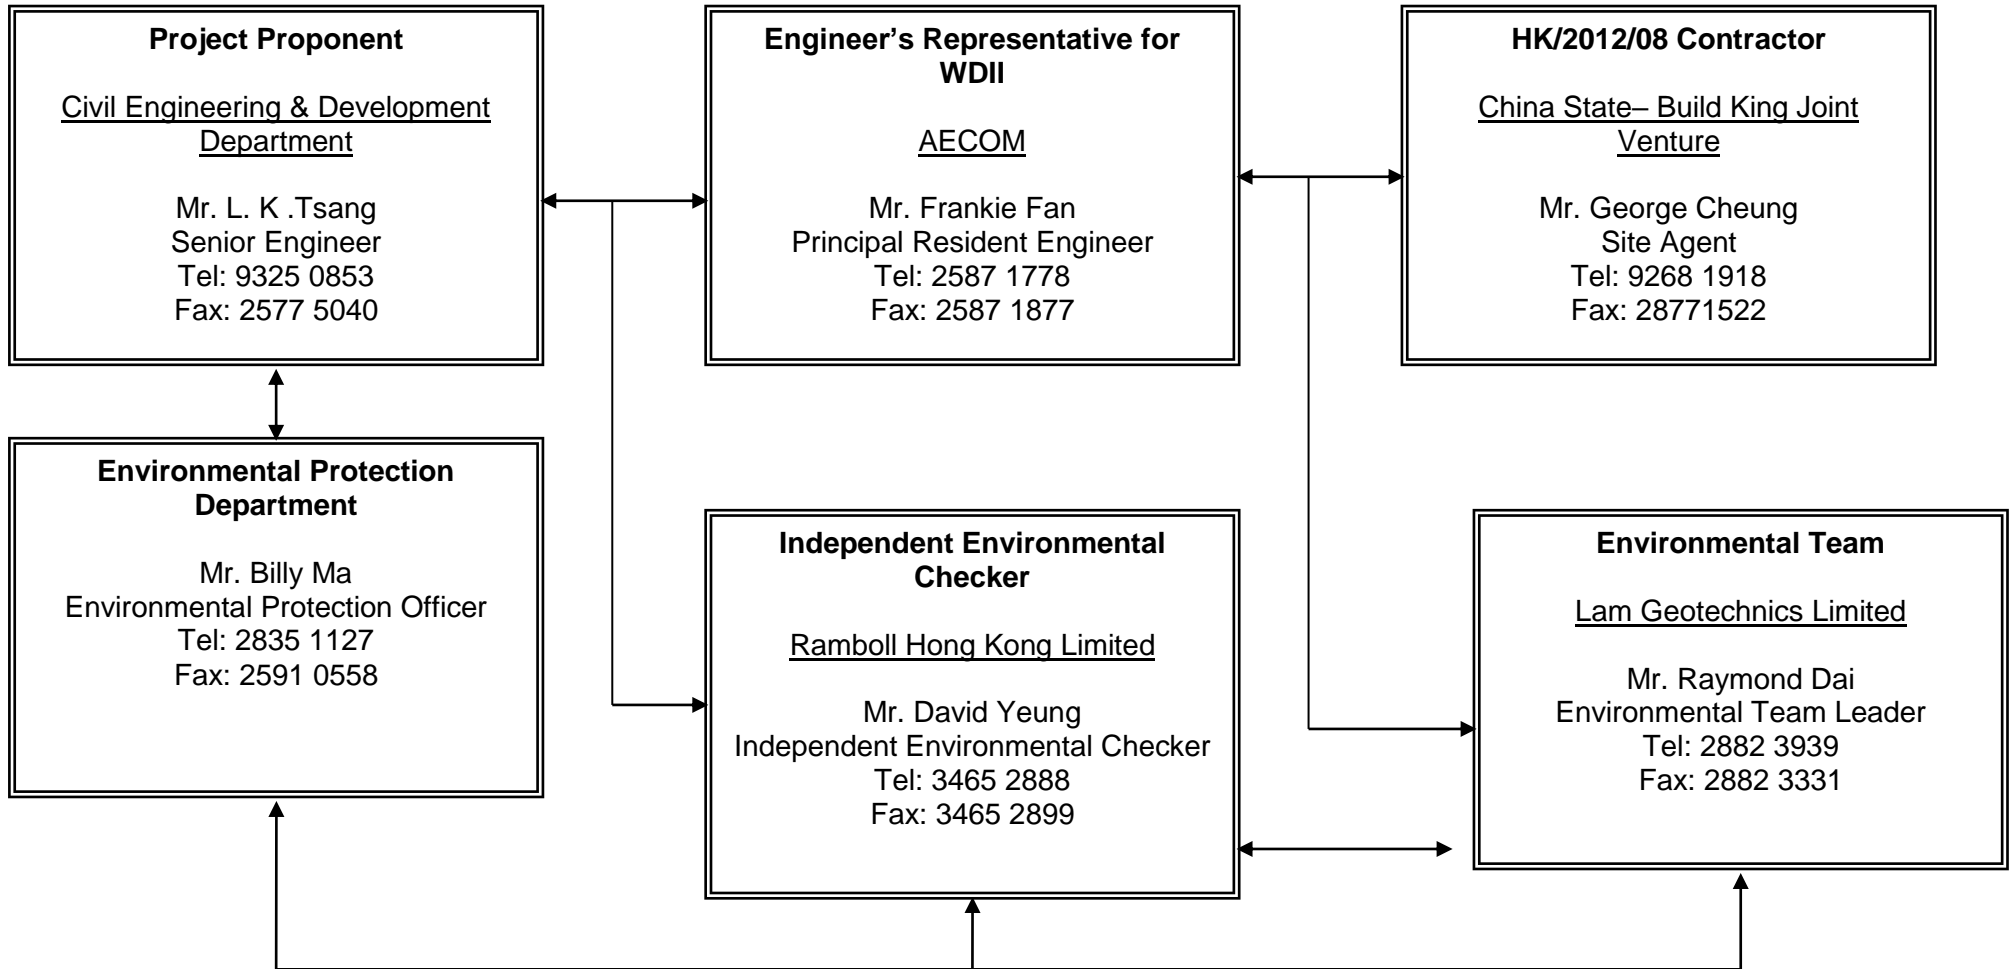 Project Proponent
Civil Engineering & Development
Department
Mr. L. K .Tsang
Senior Engineer
Tel: 9325 0853
Fax: 2577 5040
Engineer’s Representative for
WDII
AECOM
Mr. Frankie Fan
Principal Resident Engineer
Tel: 2587 1778
Fax: 2587 1877
HK/2012/08 Contractor
China State– Build King Joint
Venture
Mr. George Cheung
Site Agent
Tel: 9268 1918
Fax: 28771522
Environmental Protection
Department
Mr. Billy Ma
Environmental Protection Officer
Tel: 2835 1127
Fax: 2591 0558
Independent Environmental
Checker
Ramboll Hong Kong Limited
Mr. David Yeung
Independent Environmental Checker
Tel: 3465 2888
Fax: 3465 2899
Environmental Team
Lam Geotechnics Limited
Mr. Raymond Dai
Environmental Team Leader
Tel: 2882 3939
Fax: 2882 3331